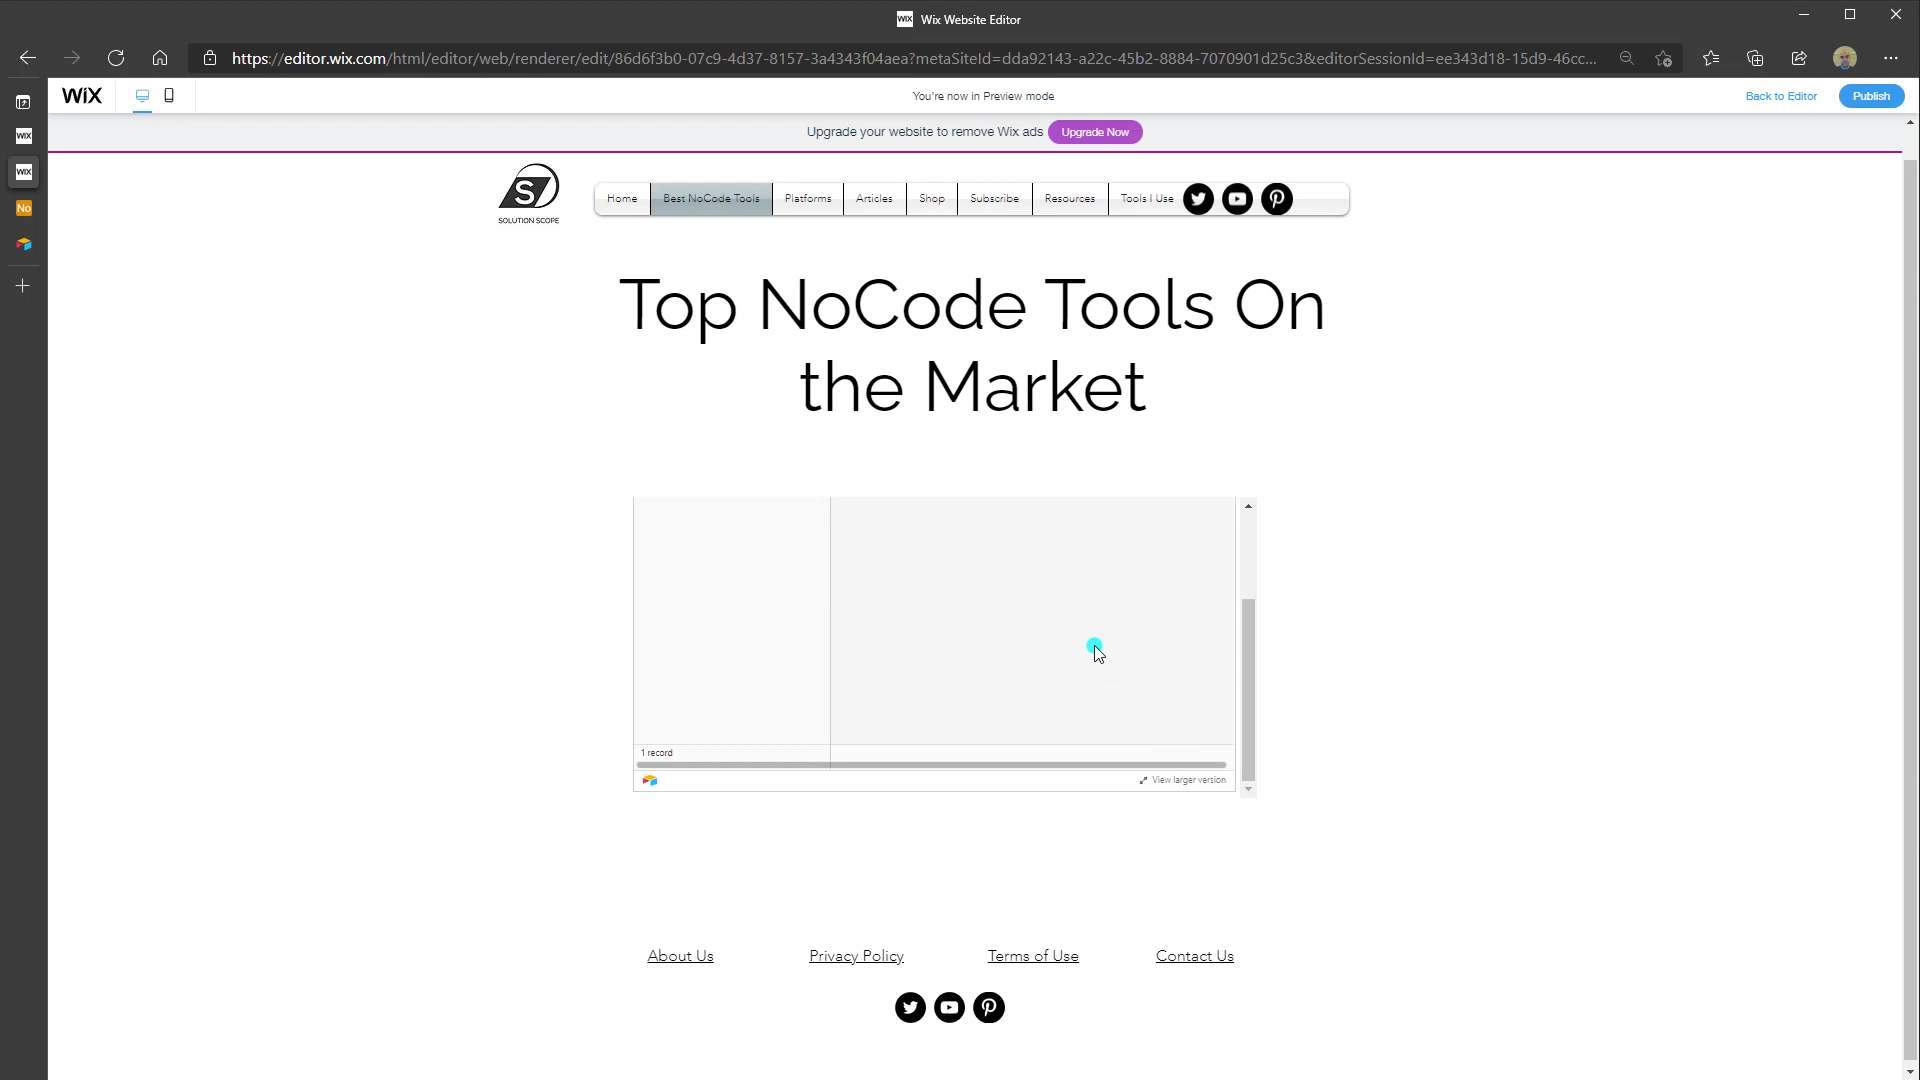 WiX Wix Website Editor
https://editor.wix.com/html/editor/web/renderer/edit/86d6f3b0-07c9-4d37-8157-3a4343f04aea?metaSiteId=dda92143-a22c-45b2-8884-7070901d25c3&editorSessionId=ee343d18-15d9-46cc...
WiX
You're now in Preview mode
Back to Editor
Publish
WiX
WiX
No
Upgrade your website to remove Wix ads Upgrade Now
S
SOLUTION SCOPE
Home Best NoCode Tools Platforms Articles Shop Subscribe Resources Tools I Use
Top NoCode Tools On
the Market
1 record
View larger version
About Us Privacy Policy Terms of Use Contact Us